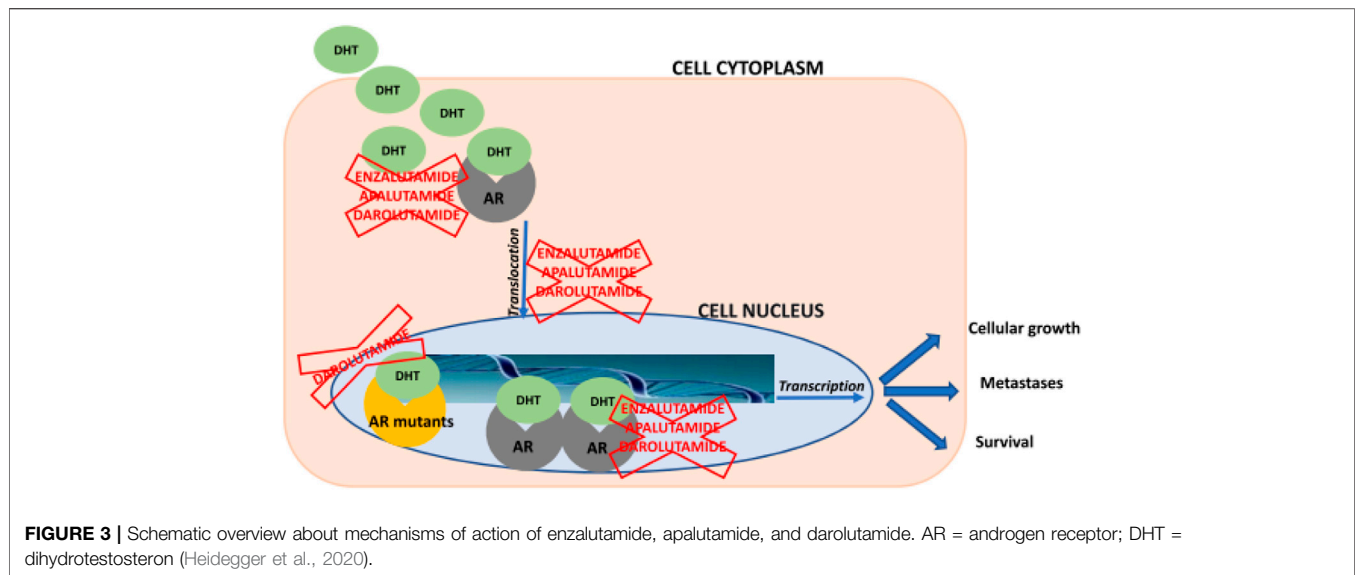 DHT
CELL CYTOPLASM
DHT
DHT
DHT
DHT
ENZALUTAMIDE
APALUTAMIDE
DAROLUTAMIDE
AR
Translocation
ENZALUTAMIDE
APALUTAMIDE
DAROLUTAMIDE
CELL NUCLEUS
DAROLUTAMIDE
DHT
AR mutants
DHT
AR
DHT
AR
ENZALUTAMIDE
APALUTAMIDE
DAROLUTAMIDE
Transcription
Cellular growth
Metastases
Survival
FIGURE 3 | Schematic overview about mechanisms of action of enzalutamide, apalutamide, and darolutamide. AR = androgen receptor; DHT =
dihydrotestosteron (Heidegger et al., 2020).